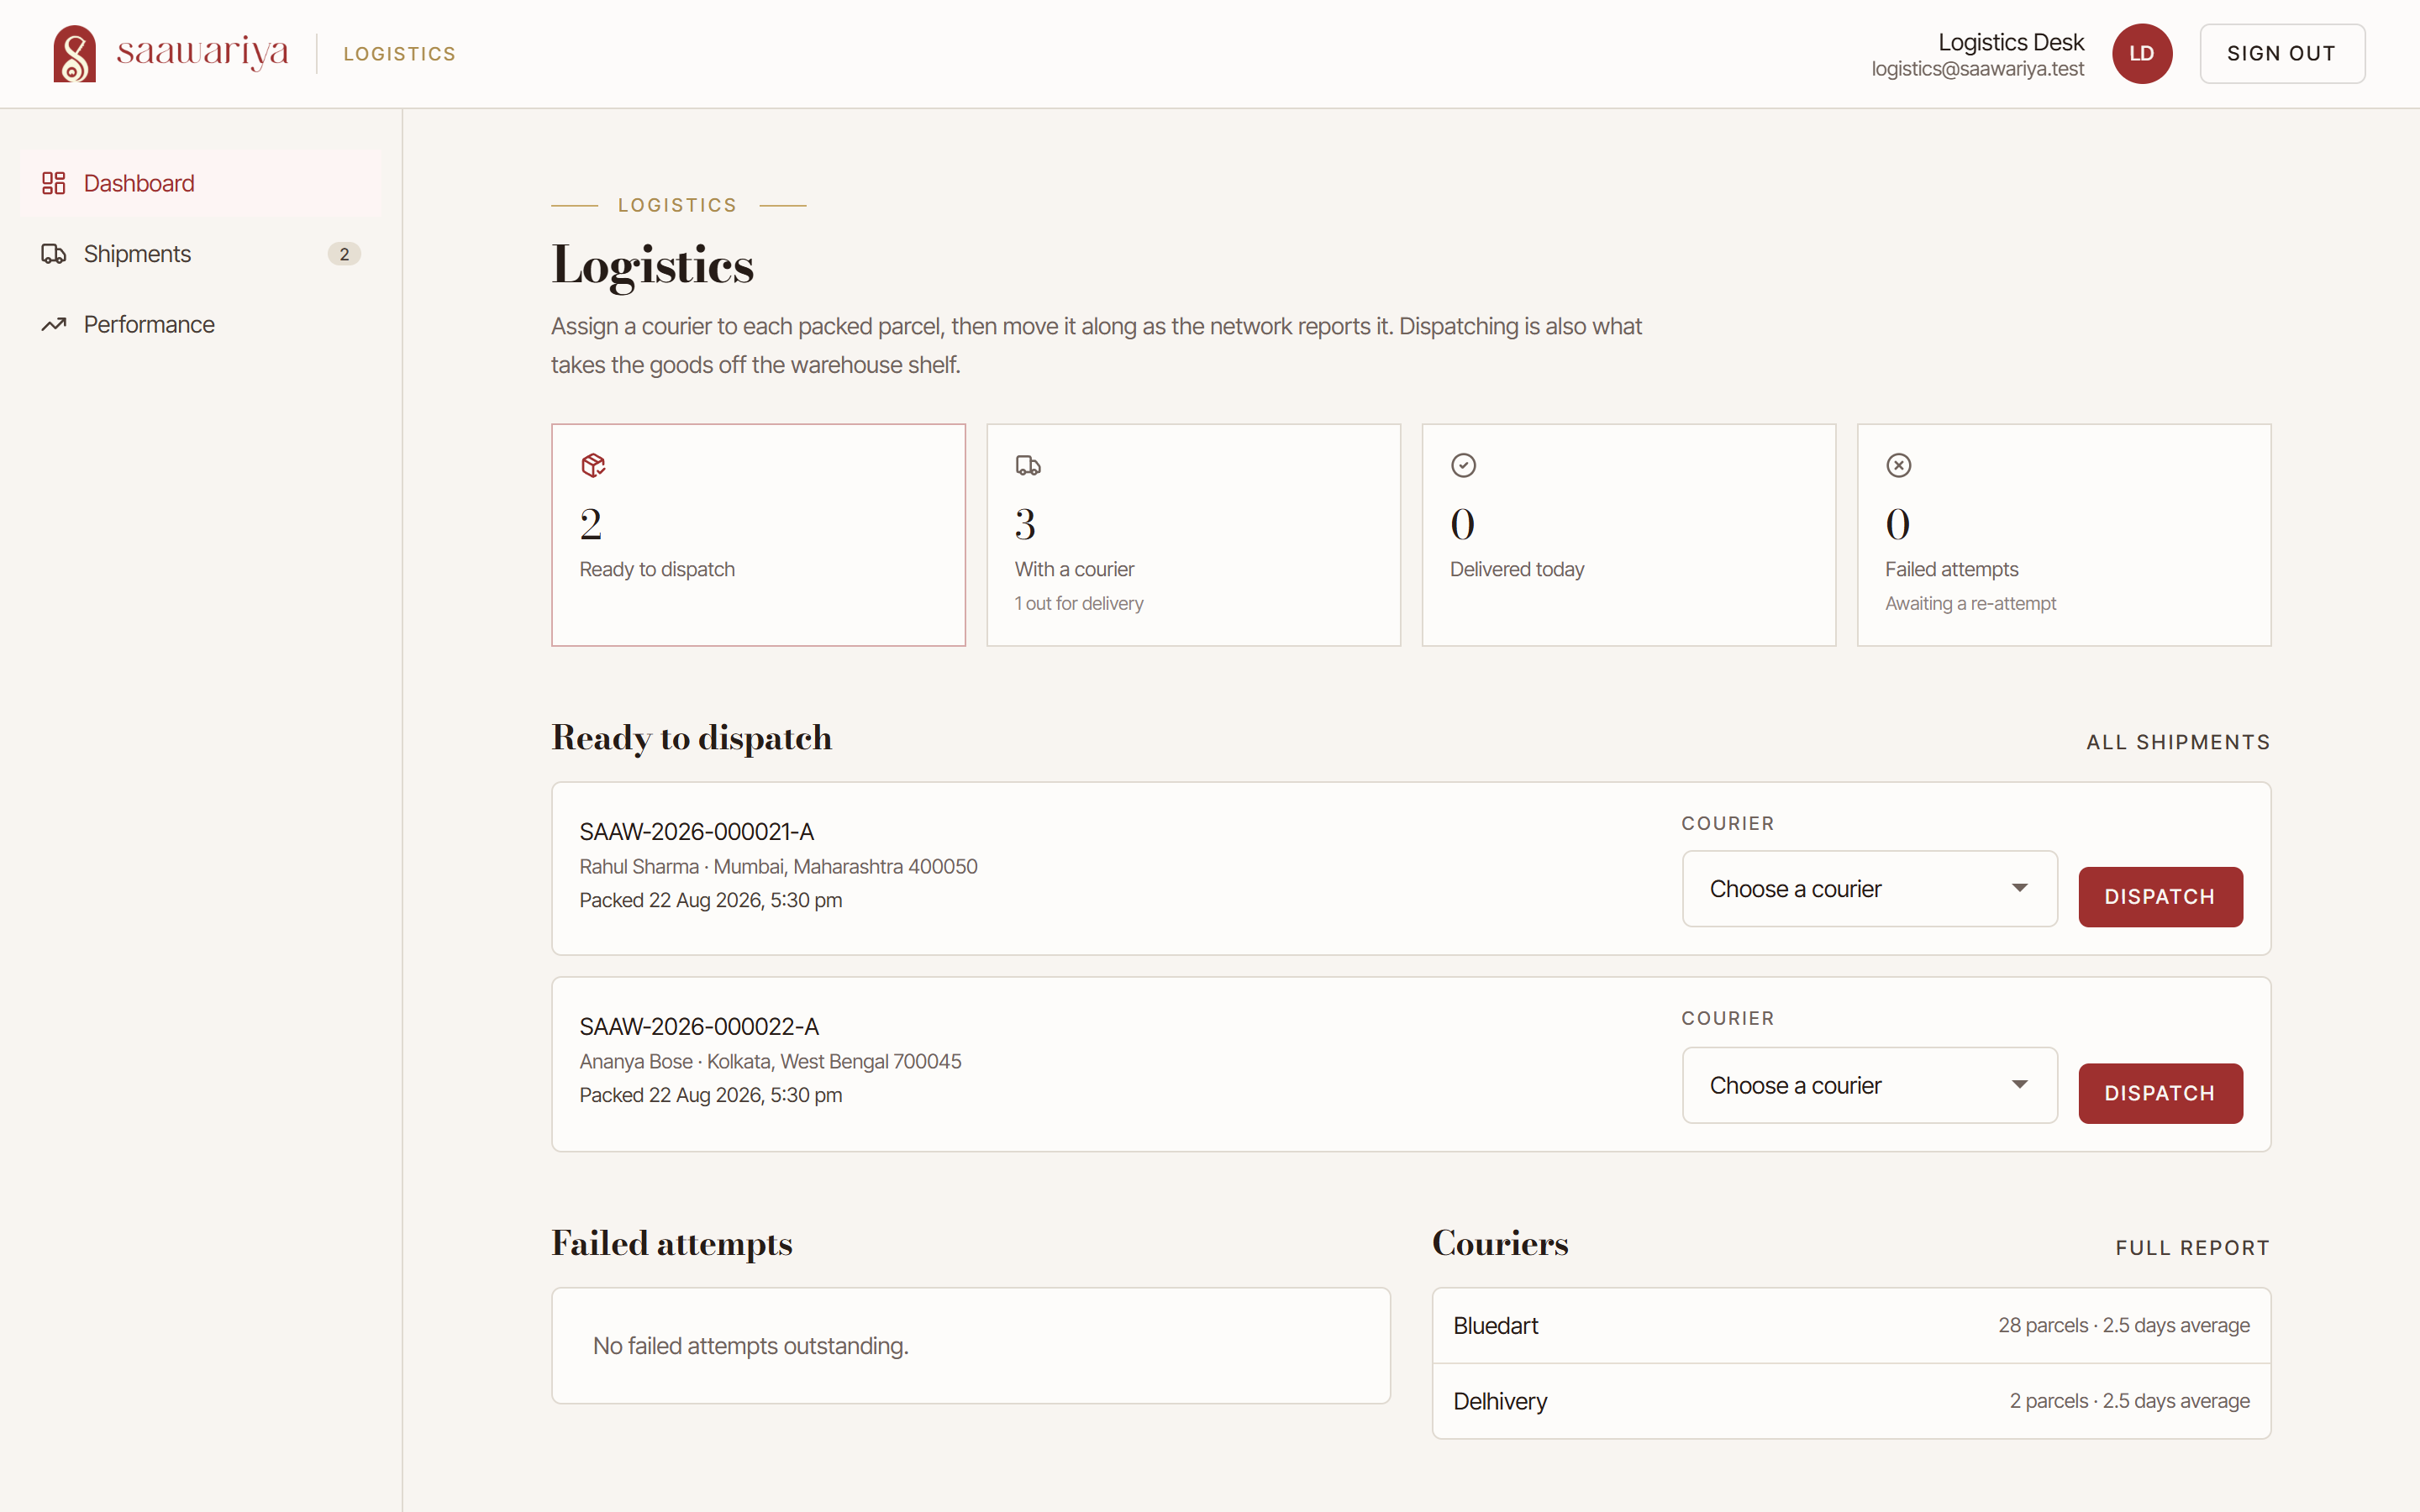 saawariya
LOGISTICS
Logistics Desk
logistics@saawariya.test
LD
SIGN OUT
Dashboard
Shipments
2
Performance
LOGISTICS
Logistics
Assign a courier to each packed parcel, then move it along as the network reports it. Dispatching is also what
takes the goods off the warehouse shelf.
2
Ready to dispatch
3
With a courier
1 out for delivery
0
Delivered today
0
Failed attempts
Awaiting a re-attempt
Ready to dispatch
ALL SHIPMENTS
SAAW-2026-000021-A
Rahul Sharma · Mumbai, Maharashtra 400050
Packed 22 Aug 2026, 5:30 pm
COURIER
Choose a courier
DISPATCH
SAAW-2026-000022-A
Ananya Bose · Kolkata, West Bengal 700045
Packed 22 Aug 2026, 5:30 pm
COURIER
Choose a courier
DISPATCH
Failed attempts
No failed attempts outstanding.
Couriers
FULL REPORT
Bluedart
28 parcels · 2.5 days average
Delhivery
2 parcels · 2.5 days average